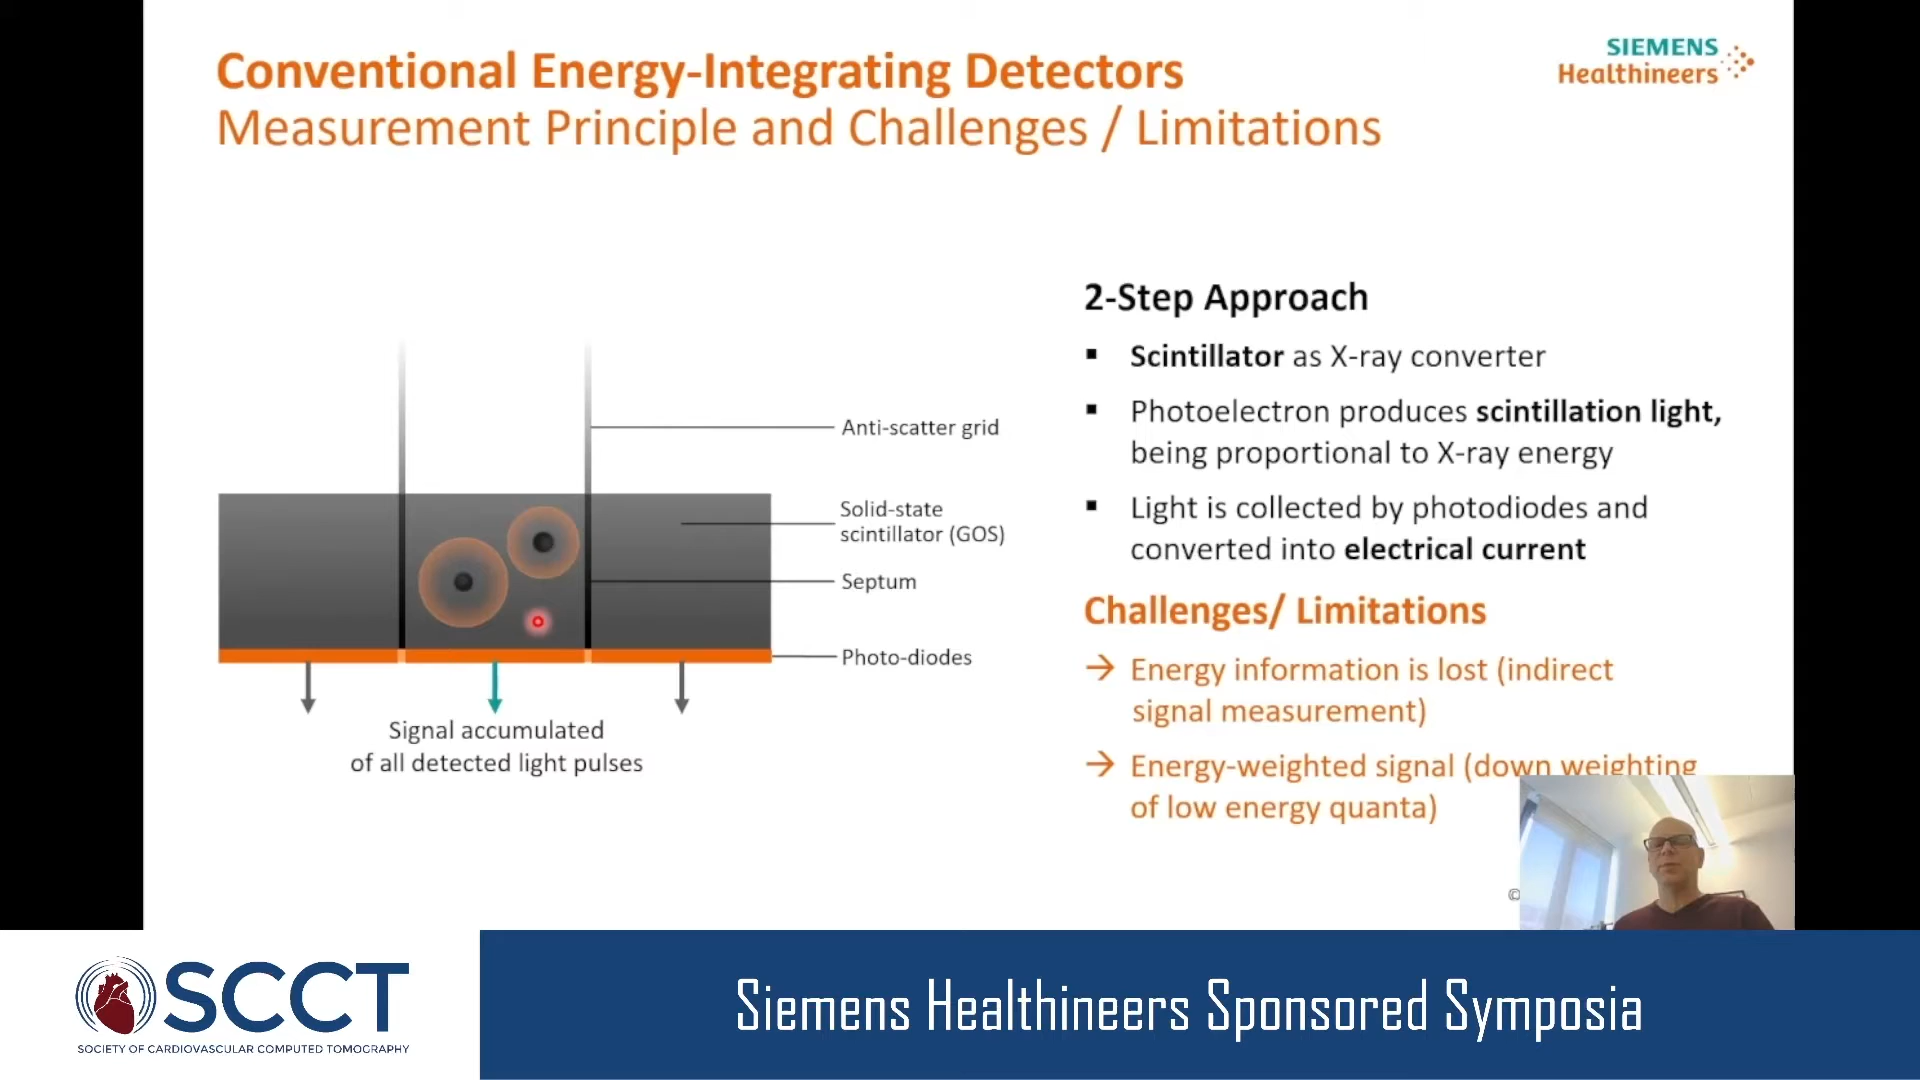 Conventional Energy-Integrating Detectors
Measurement Principle and Challenges / Limitations
SIEMENS
Healthineers
Anti-scatter grid
Solid-state
scintillator (GOS)
Septum
Photo-diodes
Signal accumulated
of all detected light pulses
2-Step Approach
▪ Scintillator as X-ray converter
▪ Photoelectron produces scintillation light,
being proportional to X-ray energy
▪ Light is collected by photodiodes and
converted into electrical current
Challenges/ Limitations
→ Energy information is lost (indirect
signal measurement)
→ Energy-weighted signal (down weighting
of low energy quanta)
©
SCCT
SOCIETY OF CARDIOVASCULAR COMPUTED TOMOGRAPHY
Siemens Healthineers Sponsored Symposia